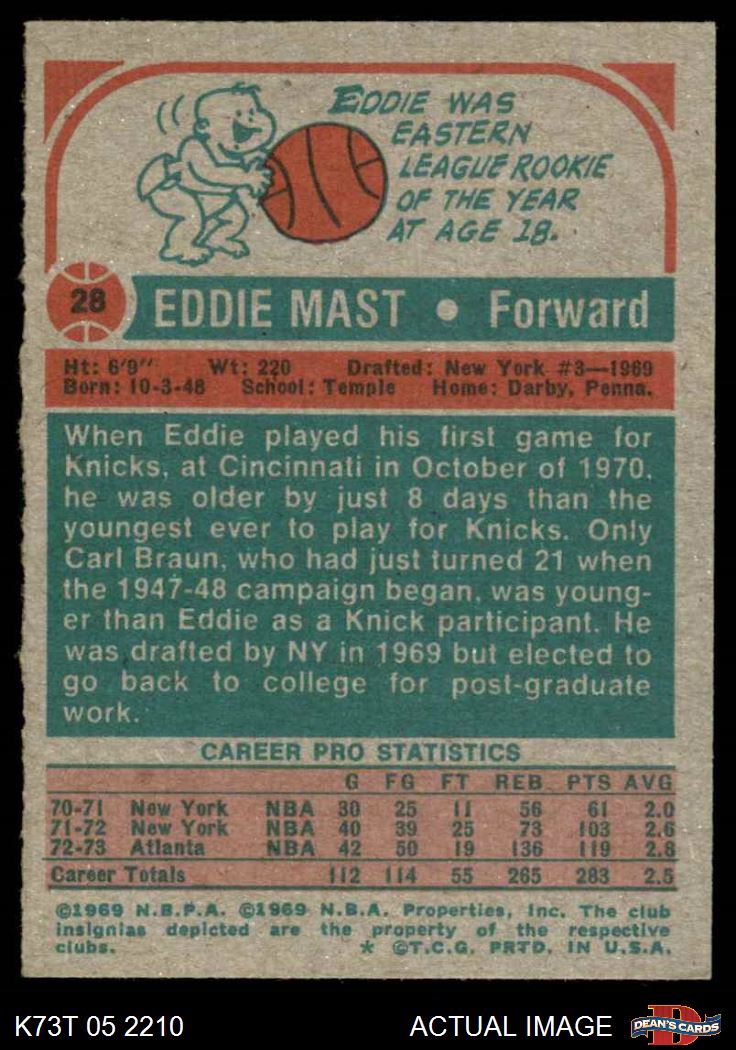 EDDIE WAS
EASTERN
LEAGUE ROOKIE
OF THE YEAR
AT AGE 18.
28 EDDIE MAST • Forward
Ht: 6'9" Wt: 220 Drafted: New York #3—1969
Born: 10-3-48 School: Temple Home: Darby, Penna.
When Eddie played his first game for
Knicks, at Cincinnati in October of 1970,
he was older by just 8 days than the
youngest ever to play for Knicks. Only
Carl Braun, who had just turned 21 when
the 1947-48 campaign began, was young-
er than Eddie as a Knick participant. He
was drafted by NY in 1969 but elected to
go back to college for post-graduate
work.
CAREER PRO STATISTICS
G FG FT REB PTS AVG
70-71 New York NBA 30 25 11 56 61 2.0
71-72 New York NBA 40 39 25 73 103 2.6
72-73 Atlanta NBA 42 50 19 136 119 2.8
Career Totals 112 114 55 265 283 2.5
©1969 N.B.P.A. ©1969 N.B.A. Properties, Inc. The club
insignias depicted are the property of the respective
clubs. * ©T.C.G. PRTD. IN U.S.A.
K73T 05 2210 ACTUAL IMAGE DEAN'S CARDS